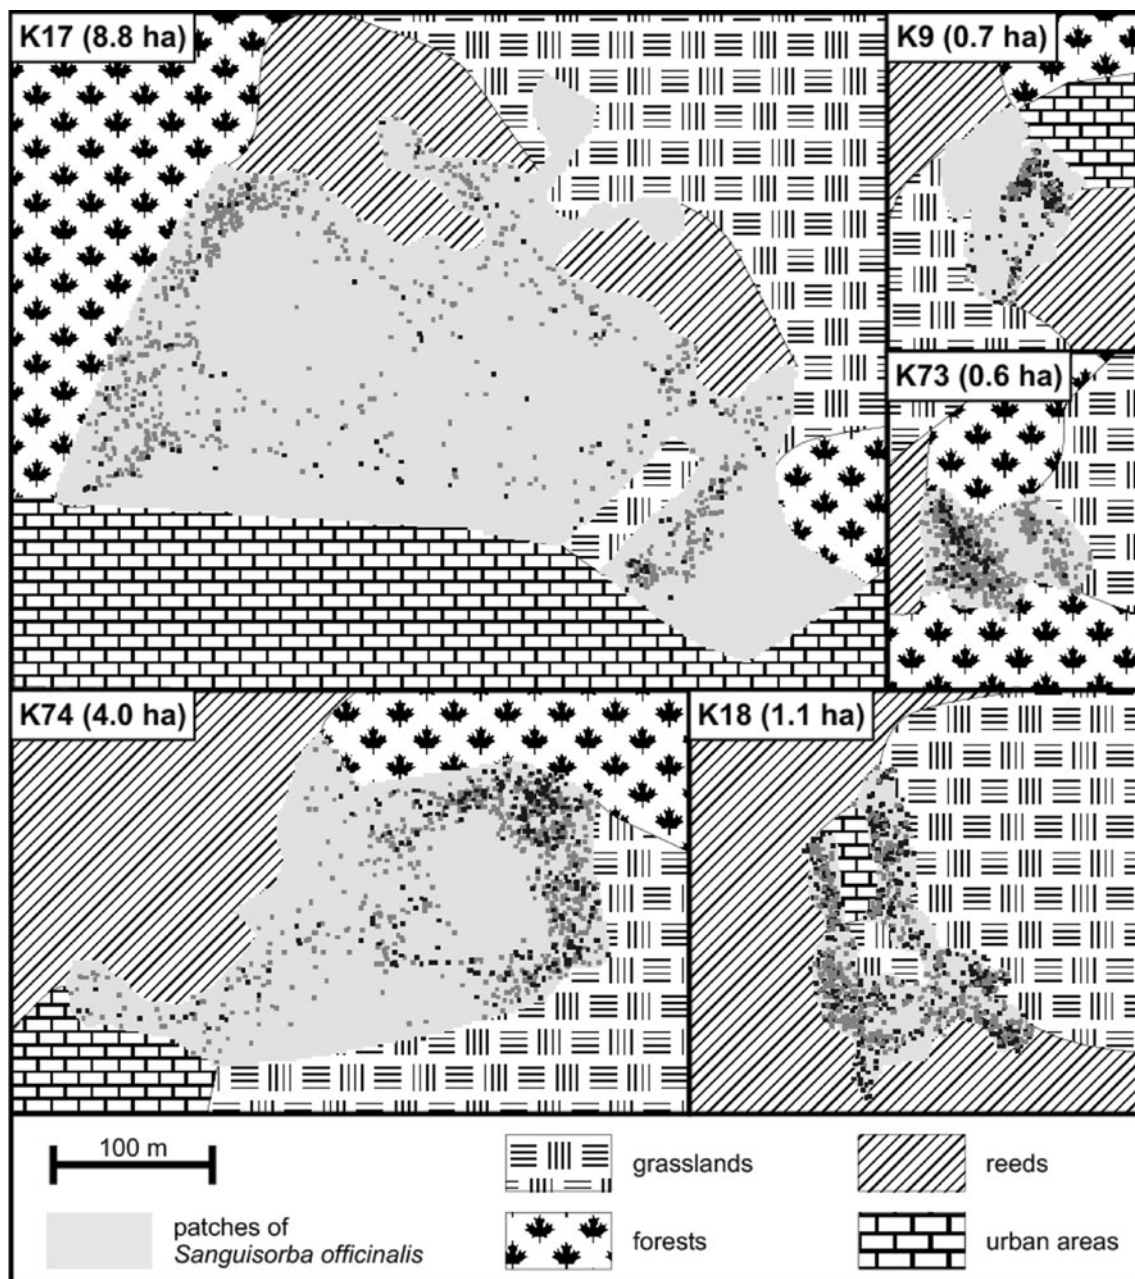 K17 (8.8 ha)
K9 (0.7 ha)
K73 (0.6 ha)
K74 (4.0 ha)
K18 (1.1 ha)
100 m
grasslands
reeds
patches of
Sanguisorba officinalis
forests
urban areas